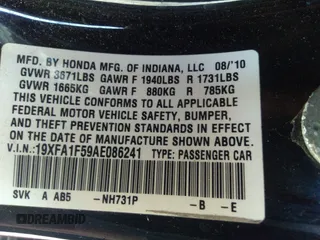 MFD. BY HONDA MFG. OF INDIANA, LLC 08/'10
GVWR 3671LBS GAWR F 1940LBS R 1731LBS
GVWR 1665KG GAWR F 880KG R 785KG
THIS VEHICLE CONFORMS TO ALL APPLICABLE
FEDERAL MOTOR VEHICLE SAFETY, BUMPER,
AND THEFT PREVENTION STANDARDS IN EFFECT
ON THE DATE OF MANUFACTURE SHOWN ABOVE.
V.I.N.: 19XFA1F59AE086241 TYPE: PASSENGER CAR
SVK A AB5 -NH731P -B -E
DREAMBID